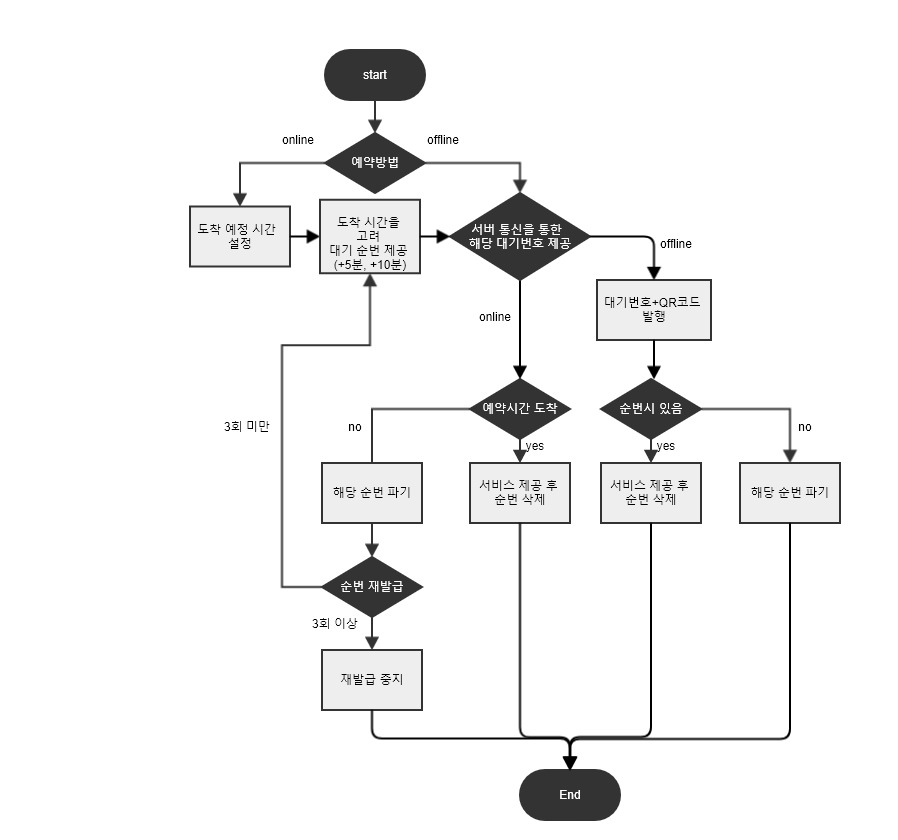 start
online
offline
예약방법
도착 예정 시간
설정
도착 시간을
고려
대기 순번 제공
(+5분, +10분)
서버 통신을 통한
해당 대기번호 제공
offline
online
대기번호+QR코드
발행
3회 미만
no
예약시간 도착
yes
순번시 있음
yes
no
해당 순번 파기
서비스 제공 후
순번 삭제
서비스 제공 후
순번 삭제
해당 순번 파기
순번 재발급
3회 이상
재발급 중지
End